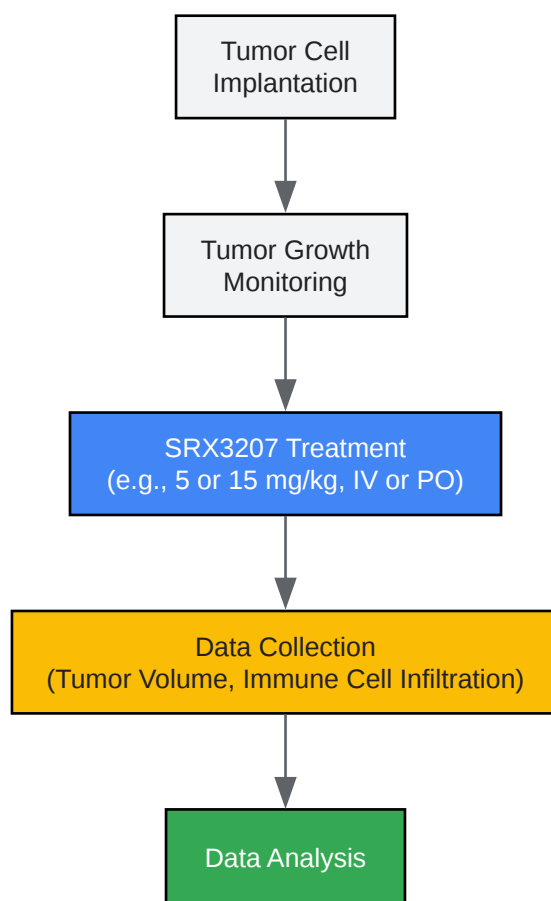 Tumor Cell
Implantation
Tumor Growth
Monitoring
SRX3207 Treatment
(e.g., 5 or 15 mg/kg, IV or PO)
Data Collection
(Tumor Volume, Immune Cell Infiltration)
Data Analysis